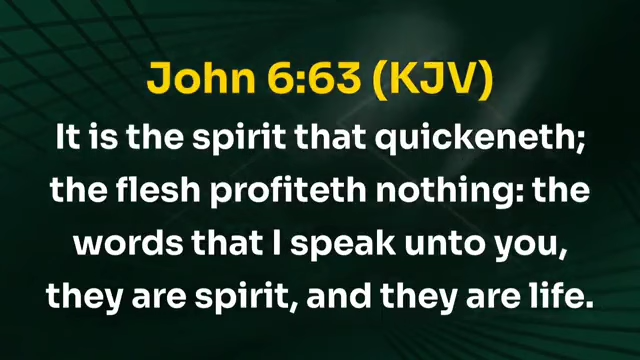 John 6:63 (KJV)
It is the spirit that quickeneth;
the flesh profiteth nothing: the
words that I speak unto you,
they are spirit, and they are life.